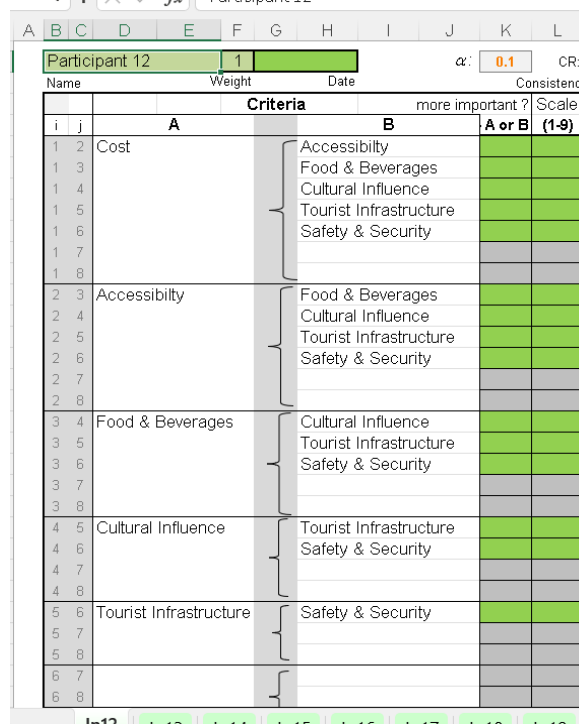 Participant 12
A B C D E F G H I J K L
Participant 12 1 α: 0.1 CR:
Name Weight Date
Criteria more important ? Scale
i j A B - A or B (1-9)
1 2 Cost Accessibilty
1 3 Food & Beverages
1 4 Cultural Influence
1 5 Tourist Infrastructure
1 6 Safety & Security
1 7
1 8
2 3 Accessibilty Food & Beverages
2 4 Cultural Influence
2 5 Tourist Infrastructure
2 6 Safety & Security
2 7
2 8
3 4 Food & Beverages Cultural Influence
3 5 Tourist Infrastructure
3 6 Safety & Security
3 7
3 8
4 5 Cultural Influence Tourist Infrastructure
4 6 Safety & Security
4 7
4 8
5 6 Tourist Infrastructure Safety & Security
5 7
5 8
6 7
6 8
In12